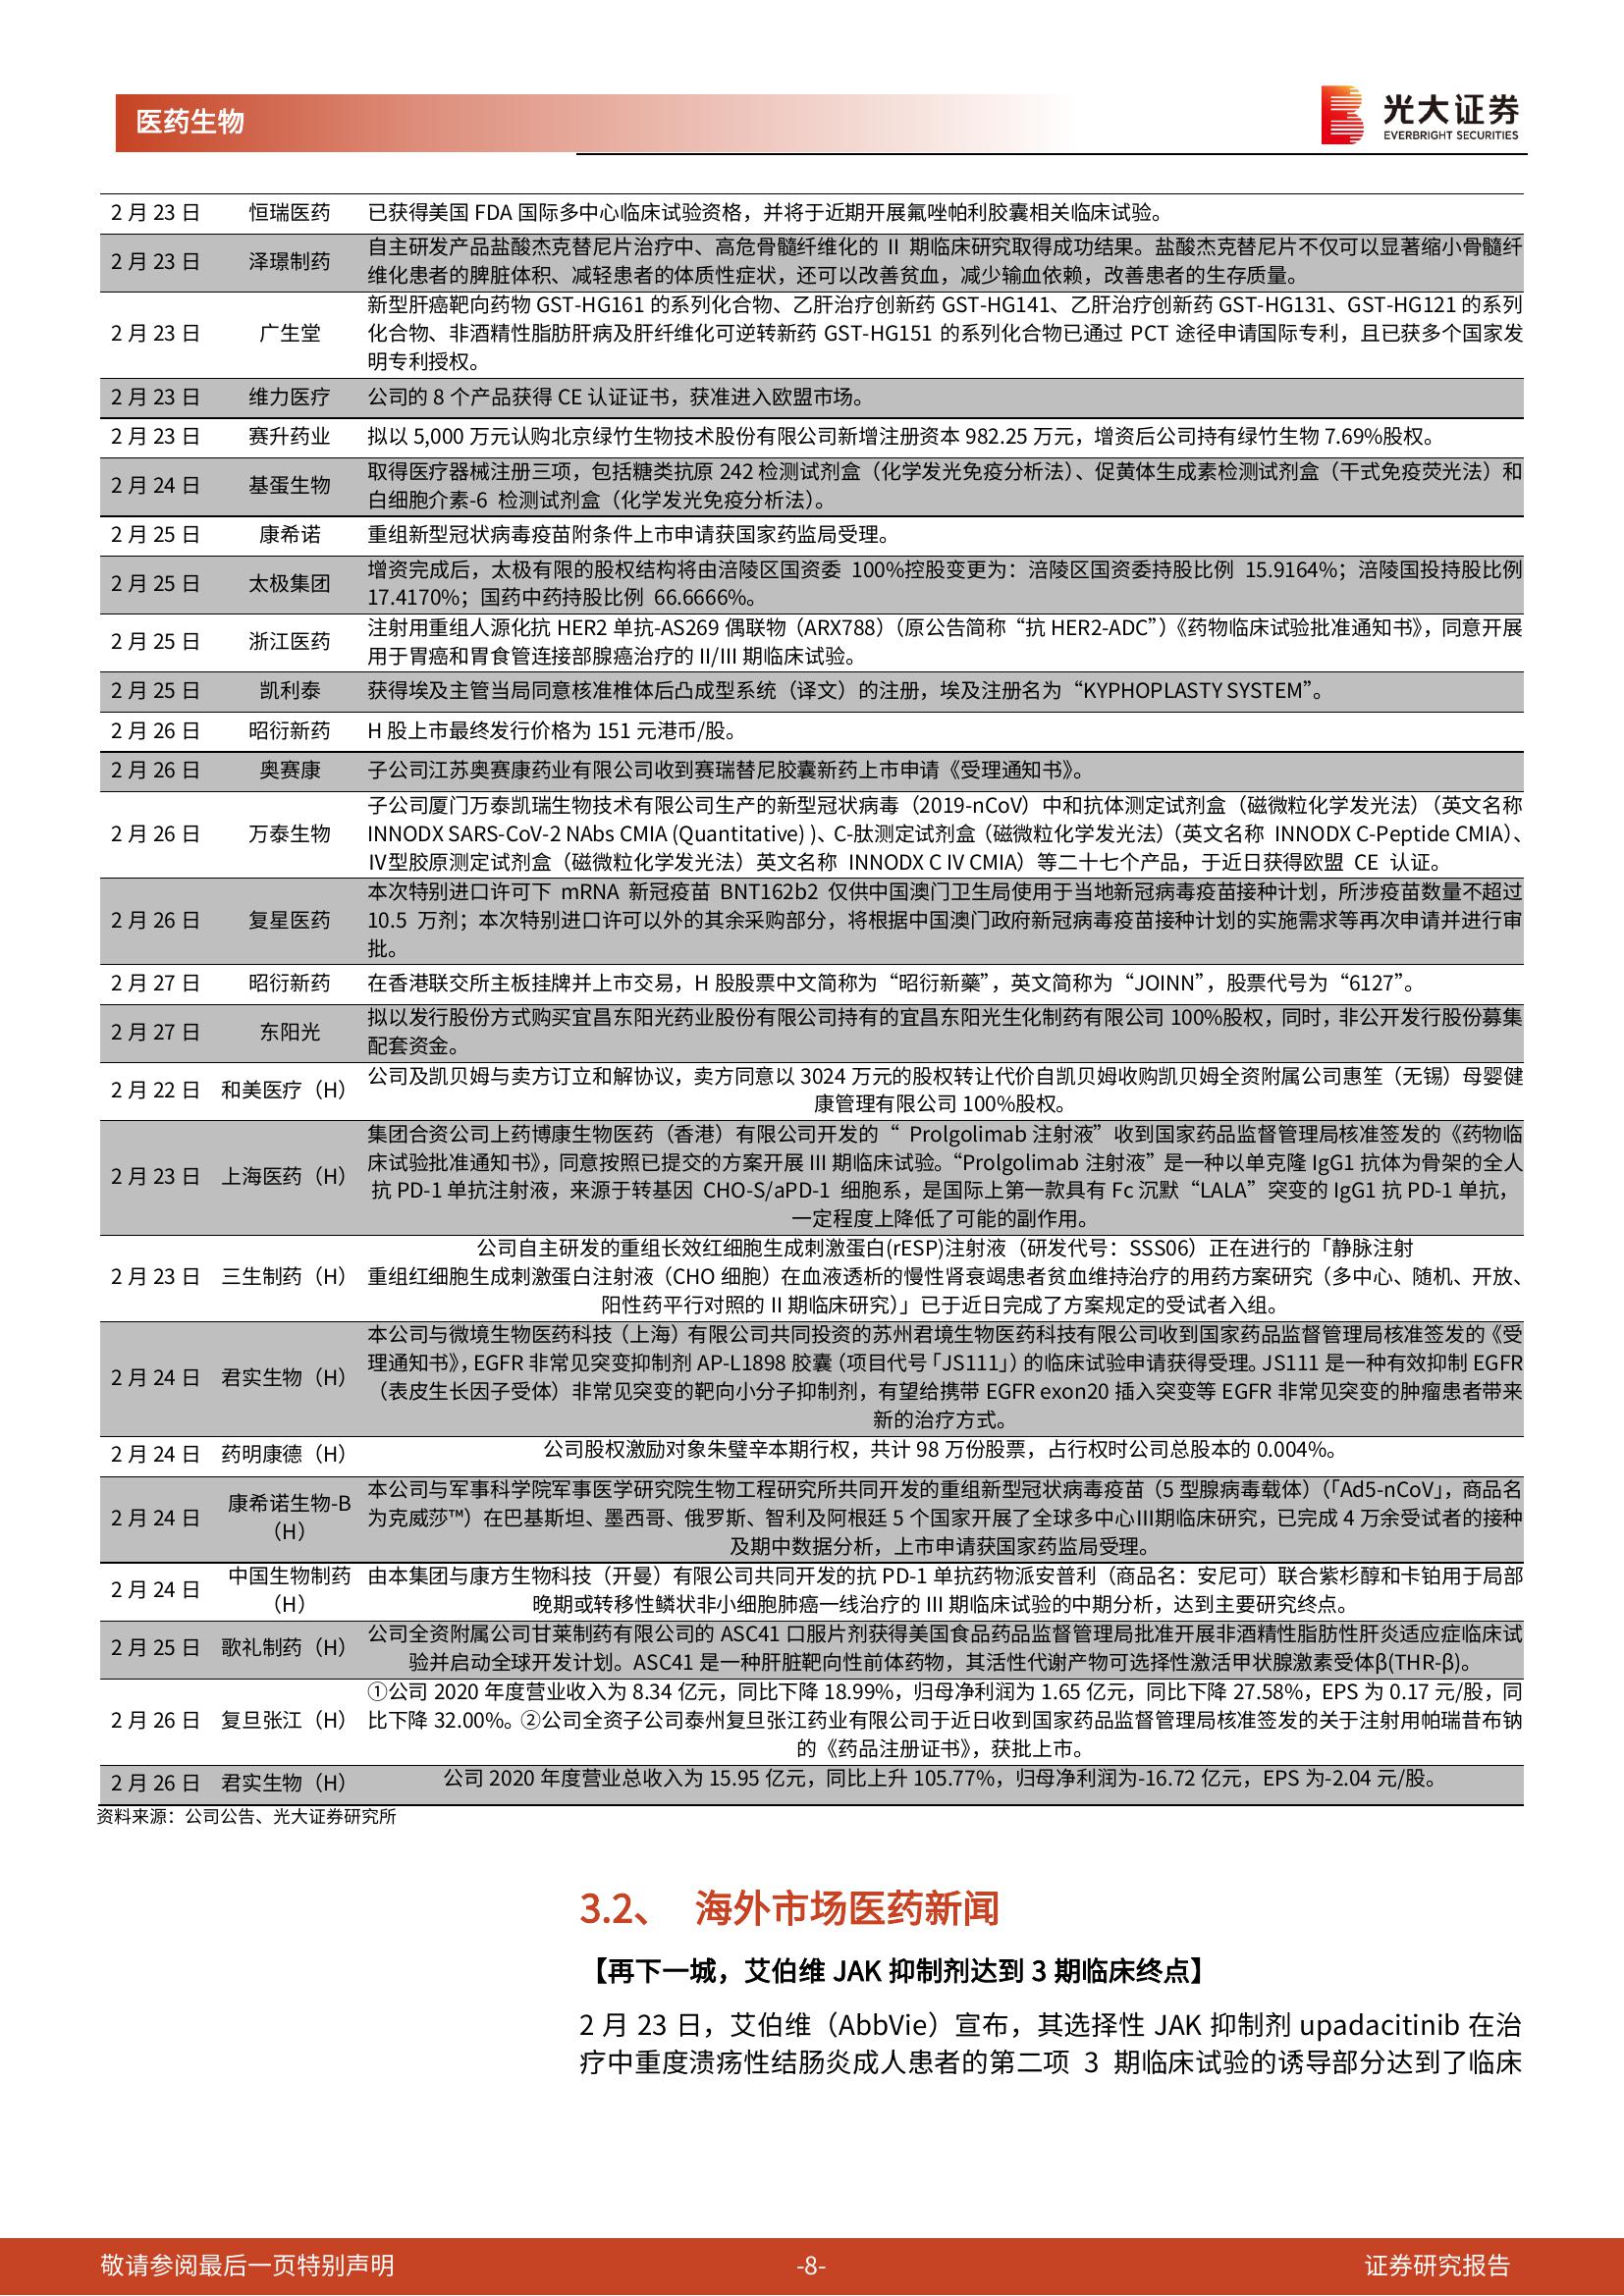 医药生物
光大证券
EVERBRIGHT SECURITIES
2 月 23 日 恒瑞医药 已获得美国 FDA 国际多中心临床试验资格，并将于近期开展氟唑帕利胶囊相关临床试验。
自主研发产品盐酸杰克替尼片治疗中、高危骨髓纤维化的 II 期临床研究取得成功结果。盐酸杰克替尼片不仅可以显著缩小骨髓纤
2 月 23 日 泽璟制药
维化患者的脾脏体积、减轻患者的体质性症状，还可以改善贫血，减少输血依赖，改善患者的生存质量。
新型肝癌靶向药物 GST-HG161 的系列化合物、乙肝治疗创新药 GST-HG141、乙肝治疗创新药 GST-HG131、GST-HG121 的系列
2 月 23 日 广生堂 化合物、非酒精性脂肪肝病及肝纤维化可逆转新药 GST-HG151 的系列化合物已通过 PCT 途径申请国际专利，且已获多个国家发
明专利授权。
2 月 23 日 维力医疗 公司的 8 个产品获得 CE 认证证书，获准进入欧盟市场。
2 月 23 日 赛升药业 拟以 5,000 万元认购北京绿竹生物技术股份有限公司新增注册资本 982.25 万元，增资后公司持有绿竹生物 7.69%股权。
取得医疗器械注册三项，包括糖类抗原 242 检测试剂盒（化学发光免疫分析法）、促黄体生成素检测试剂盒（干式免疫荧光法）和
2 月 24 日 基蛋生物
白细胞介素-6 检测试剂盒（化学发光免疫分析法）。
2 月 25 日 康希诺 重组新型冠状病毒疫苗附条件上市申请获国家药监局受理。
增资完成后，太极有限的股权结构将由涪陵区国资委 100%控股变更为：涪陵区国资委持股比例 15.9164%；涪陵国投持股比例
2 月 25 日 太极集团
17.4170%；国药中药持股比例 66.6666%。
注射用重组人源化抗 HER2 单抗-AS269 偶联物（ARX788）（原公告简称“抗 HER2-ADC”）《药物临床试验批准通知书》，同意开展
2 月 25 日 浙江医药
用于胃癌和胃食管连接部腺癌治疗的 II/III 期临床试验。
2 月 25 日 凯利泰 获得埃及主管当局同意核准椎体后凸成型系统（译文）的注册，埃及注册名为“KYPHOPLASTY SYSTEM”。
2 月 26 日 昭衍新药 H 股上市最终发行价格为 151 元港币/股。
2 月 26 日 奥赛康 子公司江苏奥赛康药业有限公司收到赛瑞替尼胶囊新药上市申请《受理通知书》。
子公司厦门万泰凯瑞生物技术有限公司生产的新型冠状病毒（2019-nCoV）中和抗体测定试剂盒（磁微粒化学发光法）（英文名称
2 月 26 日 万泰生物 INNODX SARS-CoV-2 NAbs CMIA (Quantitative) )、C-肽测定试剂盒（磁微粒化学发光法）（英文名称 INNODX C-Peptide CMIA）、
Ⅳ型胶原测定试剂盒（磁微粒化学发光法）英文名称 INNODX C IV CMIA）等二十七个产品，于近日获得欧盟 CE 认证。
本次特别进口许可下 mRNA 新冠疫苗 BNT162b2 仅供中国澳门卫生局使用于当地新冠病毒疫苗接种计划，所涉疫苗数量不超过
2 月 26 日 复星医药 10.5 万剂；本次特别进口许可以外的其余采购部分，将根据中国澳门政府新冠病毒疫苗接种计划的实施需求等再次申请并进行审
批。
2 月 27 日 昭衍新药 在香港联交所主板挂牌并上市交易，H 股股票中文简称为“昭衍新藥”，英文简称为“JOINN”，股票代号为“6127”。
拟以发行股份方式购买宜昌东阳光药业股份有限公司持有的宜昌东阳光生化制药有限公司 100%股权，同时，非公开发行股份募集
2 月 27 日 东阳光
配套资金。
公司及凯贝姆与卖方订立和解协议，卖方同意以 3024 万元的股权转让代价自凯贝姆收购凯贝姆全资附属公司惠笙（无锡）母婴健
2 月 22 日 和美医疗（H）
康管理有限公司 100%股权。
集团合资公司上药博康生物医药（香港）有限公司开发的“ Prolgolimab 注射液”收到国家药品监督管理局核准签发的《药物临
床试验批准通知书》，同意按照已提交的方案开展 III 期临床试验。“Prolgolimab 注射液”是一种以单克隆 IgG1 抗体为骨架的全人
2 月 23 日 上海医药（H）
抗 PD-1 单抗注射液，来源于转基因 CHO-S/aPD-1 细胞系，是国际上第一款具有 Fc 沉默“LALA”突变的 IgG1 抗 PD-1 单抗，
一定程度上降低了可能的副作用。
公司自主研发的重组长效红细胞生成刺激蛋白(rESP)注射液（研发代号：SSS06）正在进行的「静脉注射
2 月 23 日 三生制药（H） 重组红细胞生成刺激蛋白注射液（CHO 细胞）在血液透析的慢性肾衰竭患者贫血维持治疗的用药方案研究（多中心、随机、开放、
阳性药平行对照的 II 期临床研究）」已于近日完成了方案规定的受试者入组。
本公司与微境生物医药科技（上海）有限公司共同投资的苏州君境生物医药科技有限公司收到国家药品监督管理局核准签发的《受
理通知书》，EGFR 非常见突变抑制剂 AP-L1898 胶囊（项目代号「JS111」）的临床试验申请获得受理。JS111 是一种有效抑制 EGFR
2 月 24 日 君实生物（H）
（表皮生长因子受体）非常见突变的靶向小分子抑制剂，有望给携带 EGFR exon20 插入突变等 EGFR 非常见突变的肿瘤患者带来
新的治疗方式。
2 月 24 日 药明康德（H） 公司股权激励对象朱璧辛本期行权，共计 98 万份股票，占行权时公司总股本的 0.004%。
本公司与军事科学院军事医学研究院生物工程研究所共同开发的重组新型冠状病毒疫苗（5 型腺病毒载体）（「Ad5-nCoV」，商品名
2 月 24 日 康希诺生物-B（H） 为克威莎™）在巴基斯坦、墨西哥、俄罗斯、智利及阿根廷 5 个国家开展了全球多中心III期临床研究，已完成 4 万余受试者的接种
及期中数据分析，上市申请获国家药监局受理。
2 月 24 日 中国生物制药（H） 由本集团与康方生物科技（开曼）有限公司共同开发的抗 PD-1 单抗药物派安普利（商品名：安尼可）联合紫杉醇和卡铂用于局部
晚期或转移性鳞状非小细胞肺癌一线治疗的 III 期临床试验的中期分析，达到主要研究终点。
公司全资附属公司甘莱制药有限公司的 ASC41 口服片剂获得美国食品药品监督管理局批准开展非酒精性脂肪性肝炎适应症临床试
2 月 25 日 歌礼制药（H）
验并启动全球开发计划。ASC41 是一种肝脏靶向性前体药物，其活性代谢产物可选择性激活甲状腺激素受体β(THR-β)。
①公司 2020 年度营业收入为 8.34 亿元，同比下降 18.99%，归母净利润为 1.65 亿元，同比下降 27.58%，EPS 为 0.17 元/股，同
2 月 26 日 复旦张江（H） 比下降 32.00%。②公司全资子公司泰州复旦张江药业有限公司于近日收到国家药品监督管理局核准签发的关于注射用帕瑞昔布钠
的《药品注册证书》，获批上市。
2 月 26 日 君实生物（H） 公司 2020 年度营业总收入为 15.95 亿元，同比上升 105.77%，归母净利润为-16.72 亿元，EPS 为-2.04 元/股。
资料来源：公司公告、光大证券研究所
3.2、 海外市场医药新闻
【再下一城，艾伯维 JAK 抑制剂达到 3 期临床终点】
2 月 23 日，艾伯维（AbbVie）宣布，其选择性 JAK 抑制剂 upadacitinib 在治
疗中重度溃疡性结肠炎成人患者的第二项 3 期临床试验的诱导部分达到了临床
敬请参阅最后一页特别声明 -8- 证券研究报告